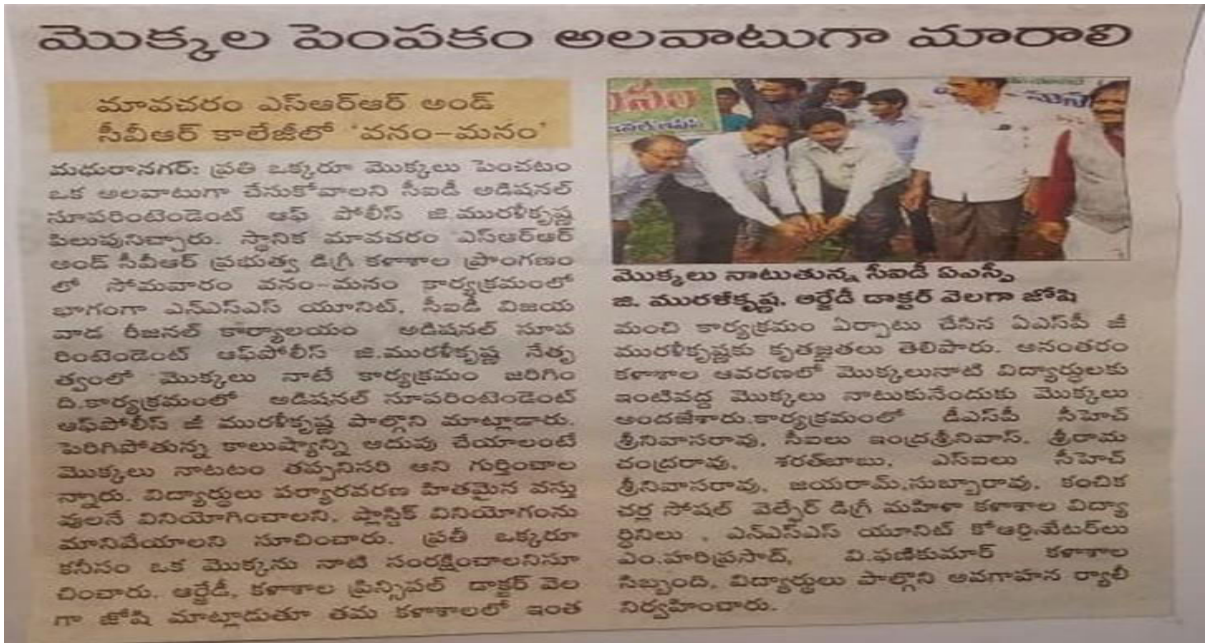 మొక్కల పెంపకం అలవాటుగా మారాలి
మావచరం ఎస్ఆర్ఆర్ అండ్
సీవీఆర్ కాలేజీలో 'వనం-మనం'
మధురానగర్: ప్రతి ఒక్కరూ మొక్కలు పెంచటం
ఒక అలవాటుగా చేసుకోవాలని సీఐడీ అడిషనల్
సూపరింటెండెంట్ ఆఫ్ పోలీస్ జి.మురళీకృష్ణ
పిలుపునిచ్చారు. స్థానిక మావచరం ఎస్ఆర్ఆర్
అండ్ సీవీఆర్ ప్రభుత్వ డిగ్రీ కళాశాల ప్రాంగణం
లో సోమవారం వనం-మనం కార్యక్రమంలో
భాగంగా ఎన్ఎస్ఎస్ యూనిట్, సీఐడీ విజయ
వాడ రీజనల్ కార్యాలయం అడిషనల్ సూప
రింటెండెంట్ ఆఫ్‌పోలీస్ జి.మురళీకృష్ణ నేతృ
త్వంలో మొక్కలు నాటే కార్యక్రమం జరిగిం
ది.కార్యక్రమంలో అడిషనల్ సూపరింటెండెంట్
ఆఫ్‌పోలీస్ జీ మురళీకృష్ణ పాల్గొని మాట్లాడారు.
పెరిగిపోతున్న కాలుష్యాన్ని అదుపు చేయాలంటే
మొక్కలు నాటటం తప్పనిసరి అని గుర్తించాల
న్నారు. విద్యార్థులు పర్యారవరణ హితమైన వస్తు
వులనే వినియోగించాలని, ప్లాస్టిక్ వినియోగంను
మానివేయాలని సూచించారు. ప్రతీ ఒక్కరూ
కనీసం ఒక మొక్కను నాటి సంరక్షించాలనిసూ
చించారు. ఆర్జేడీ, కళాశాల ప్రిన్సిపల్ డాక్టర్ వెల
గా జోషి మాట్లాడుతూ తమ కళాశాలలో ఇంత
మొక్కలు నాటుతున్న సీఐడీ ఏఎస్పీ
జి. మురళీకృష్ణ, ఆర్జేడీ డాక్టర్ వెలగా జోషి
మంచి కార్యక్రమం ఏర్పాటు చేసిన ఏఎస్‌పీ జీ
మురళీకృష్ణకు కృతజ్ఞతలు తెలిపారు. అనంతరం
కళాశాల ఆవరణలో మొక్కలునాటి విద్యార్థులకు
ఇంటివద్ద మొక్కలు నాటుకునేందుకు మొక్కలు
అందజేశారు.కార్యక్రమంలో డీఎస్‌పీ సీహెచ్
శ్రీనివాసరావు, సీఐలు ఇంద్రశ్రీనివాస్, శ్రీరామ
చంద్రరావు, శరత్‌బాబు, ఎస్ఐలు సీహెచ్
శ్రీనివాసరావు, జయరామ్,సుబ్బారావు, కంచిక
చర్ల సోషల్ వెల్ఫేర్ డిగ్రీ మహిళా కళాశాల విద్యా
ర్థినిలు , ఎన్ఎస్ఎస్ యూనిట్ కోఆర్డినేటర్‌లు
ఎం.హరిప్రసాద్, వి.ఫణికుమార్ కళాశాల
సిబ్బంది, విద్యార్థులు పాల్గొని అవగాహన ర్యాలీ
నిర్వహించారు.